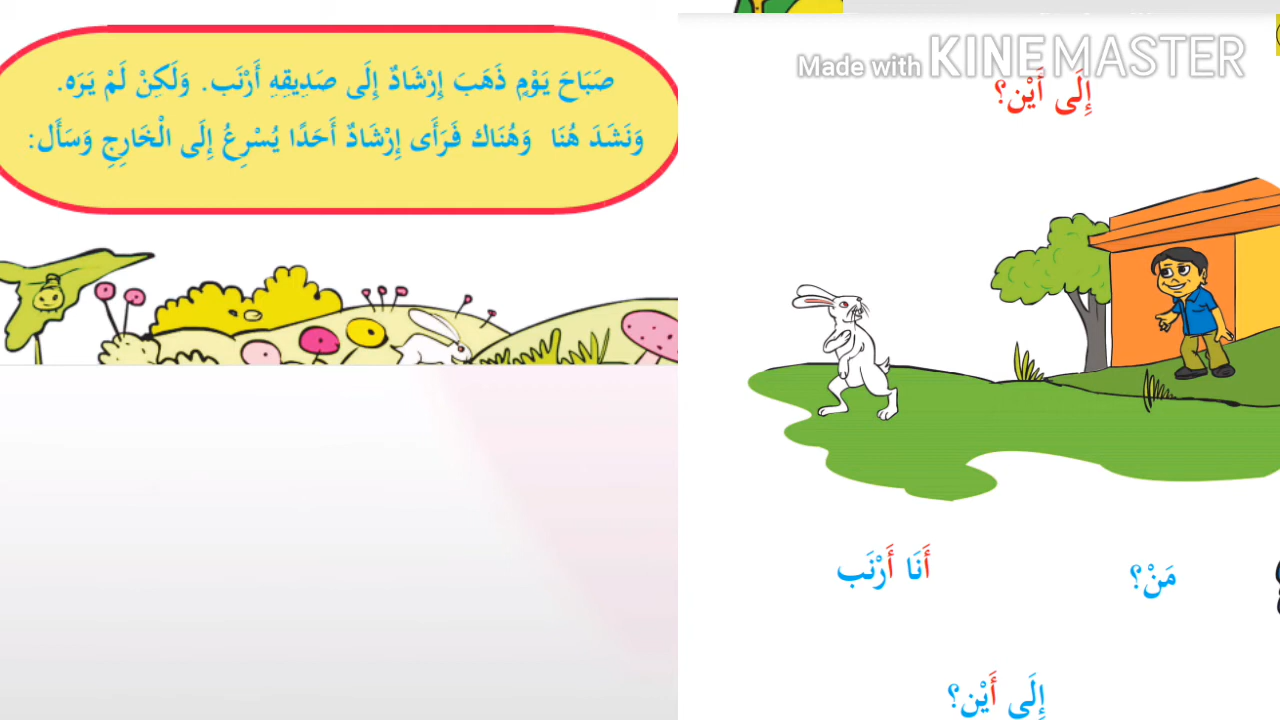 صَبَاحَ يَوْمٍ ذَهَبَ إِرْشَادٌ إِلَى صَدِيقِهِ أَرْنَب. وَلَكِنْ لَمْ يَرَه.
وَنَشَدَ هُنَا وَهُنَاك فَرَأَى إِرْشَادٌ أَحَدًا يُسْرِعُ إِلَى الْخَارِجِ وَسَأَل:
Made with KINEMASTER
إِلَى أَيْن؟
مَنْ؟
أَنَا أَرْنَب
إِلَى أَيْن؟